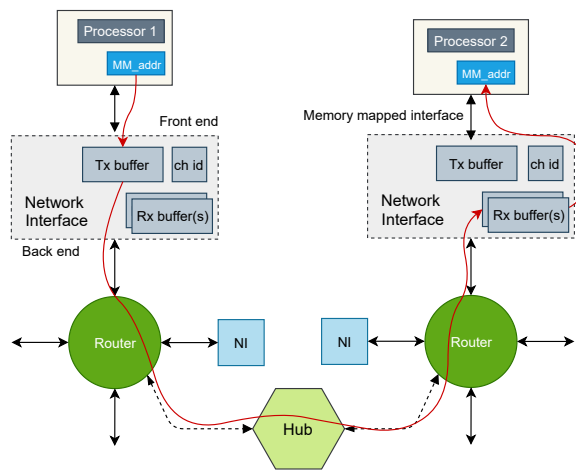 Processor 1
MM_addr
Processor 2
MM_addr
Front end
Memory mapped interface
Tx buffer
ch id
Network
Interface
Rx buffer(s)
Back end
Tx buffer
ch id
Network
Interface
Rx buffer(s)
Router
NI
NI
Router
Hub